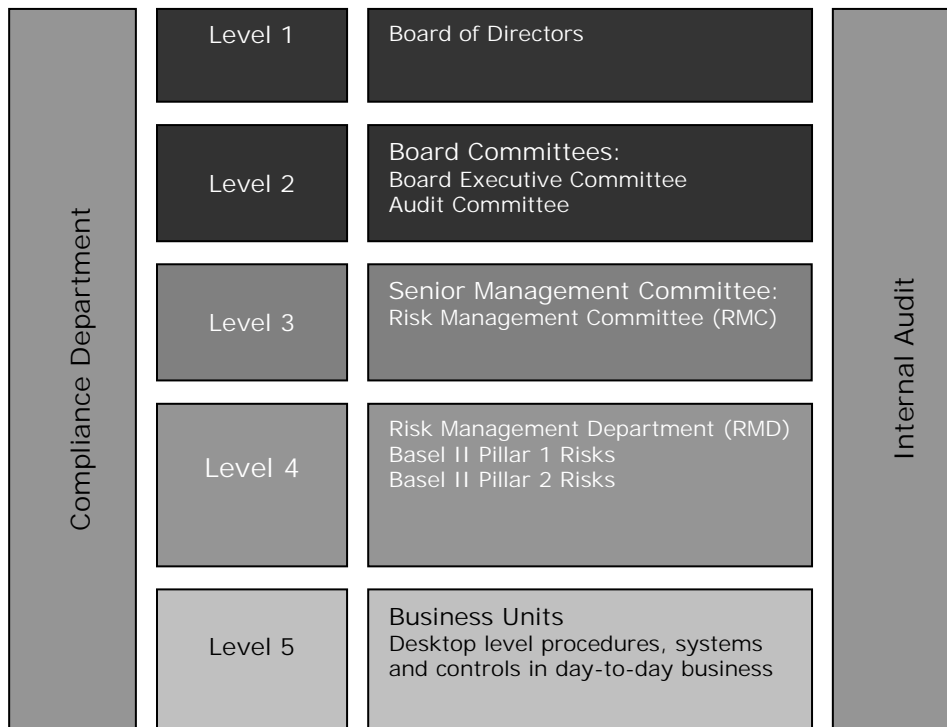 Compliance Department
Level 1
Board of Directors
Level 2
Board Committees:
Board Executive Committee
Audit Committee
Level 3
Senior Management Committee:
Risk Management Committee (RMC)
Level 4
Risk Management Department (RMD)
Basel II Pillar 1 Risks
Basel II Pillar 2 Risks
Level 5
Business Units
Desktop level procedures, systems
and controls in day-to-day business
Internal Audit